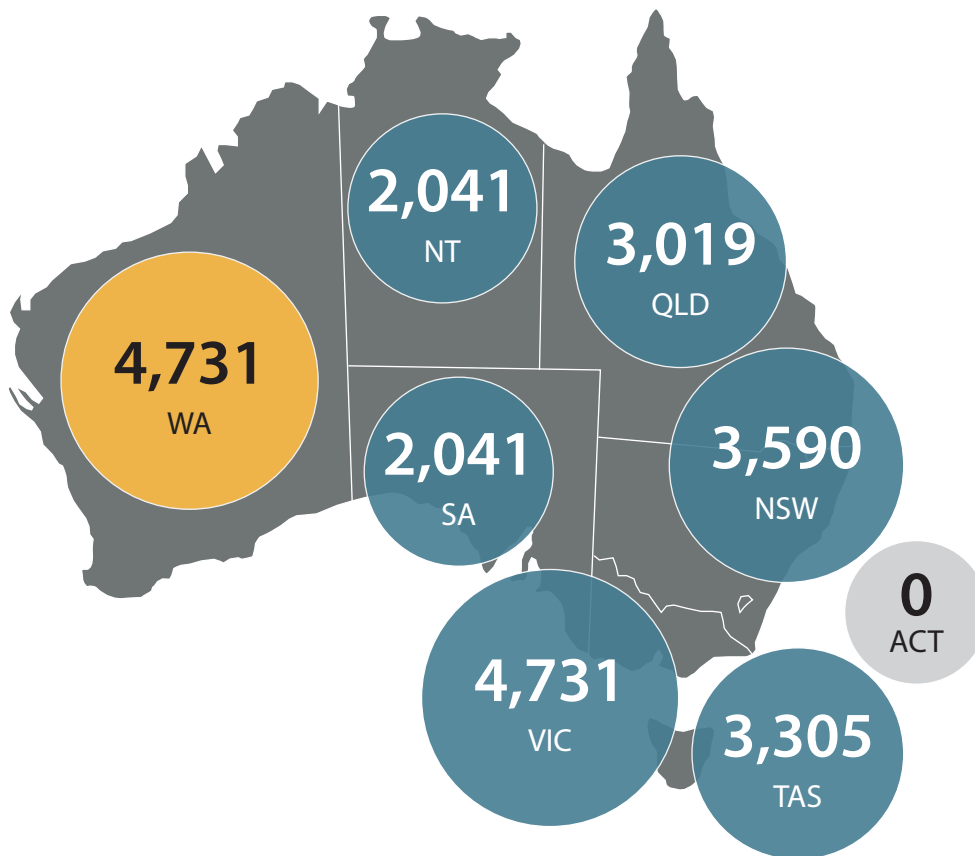 2,041
NT
3,019
QLD
4,731
WA
2,041
SA
3,590
NSW
0
ACT
4,731
VIC
3,305
TAS